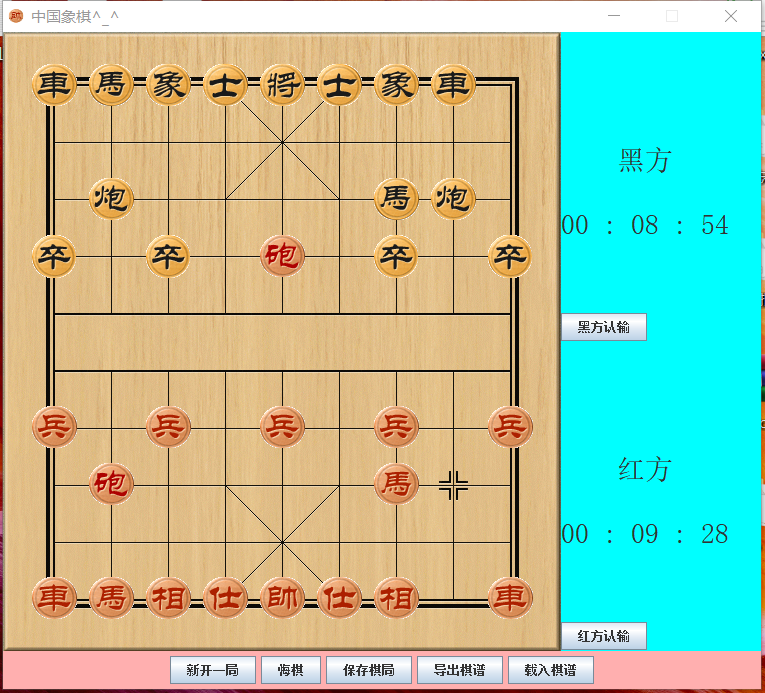 中国象棋^_^
車馬象士將士象車
炮馬炮
卒卒砲卒卒
兵兵兵兵兵
砲馬
車馬相仕帥仕相車
黑方
00 : 08 : 54
黑方认输
红方
00 : 09 : 28
红方认输
新开一局 悔棋 保存棋局 导出棋谱 载入棋谱